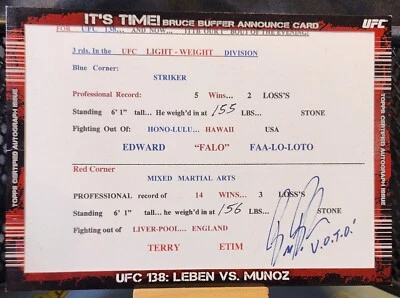 IT'S TIME! BRUCE BUFFER ANNOUNCE CARD
UFC
FOR UFC 138... AND NOW... 11TH OUR BOUT OF THE EVENING!
3 rds. In the UFC LIGHT-WEIGHT DIVISION
Blue Corner:
STRIKER
Professional Record: 5 Wins... 2 LOSS'S
Standing 6' 1" tall... He weigh'd in at 155 LBS... STONE
Fighting Out Of: HONO-LULU... HAWAII USA
EDWARD "FALO" FAA-LO-LOTO
Red Corner
MIXED MARTIAL ARTS
PROFESSIONAL record of 14 WINS... 3 LOSS'S
Standing 6' 1" tall... he weigh'd in at 156 LBS... STONE
Fighting out of LIVER-POOL... ENGLAND
TERRY ETIM
"V.O.T.O."
UFC 138: LEBEN VS. MUNOZ
TOPPS CERTIFIED AUTOGRAPH ISSUE
TOPPS CERTIFIED AUTOGRAPH ISSUE